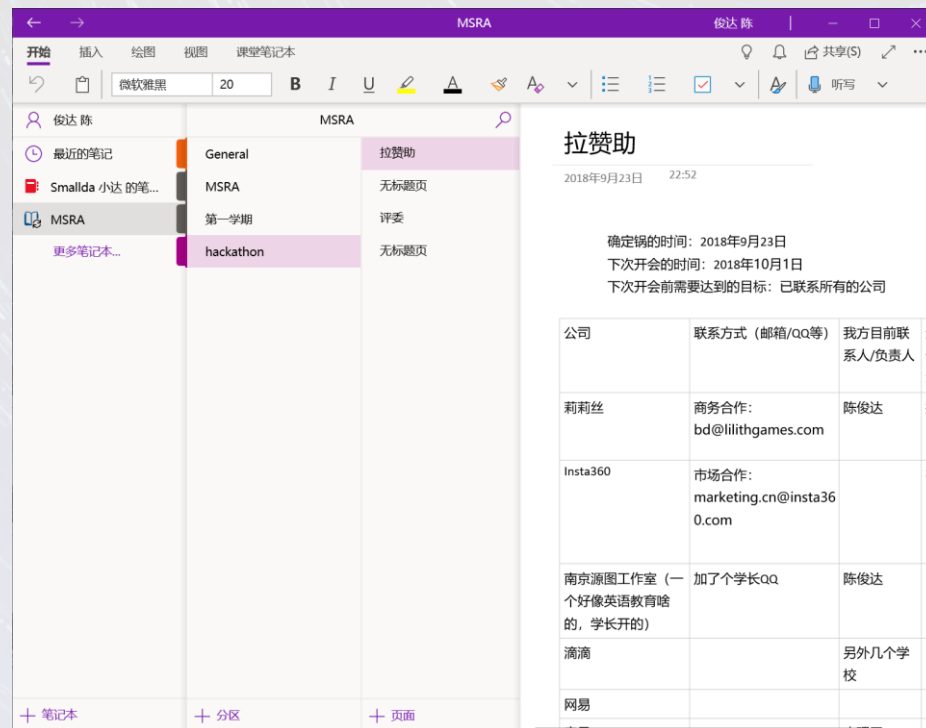 MSRA
俊达 陈
开始 插入 绘图 视图 课堂笔记本
共享(S)
微软雅黑 20 B I U A A 听写
俊达 陈
最近的笔记
Smallda 小达 的笔...
MSRA
更多笔记本...
MSRA
General
MSRA
第一学期
hackathon
拉赞助
无标题页
评委
无标题页
拉赞助
2018年9月23日 22:52
确定锅的时间：2018年9月23日
下次开会的时间：2018年10月1日
下次开会前需要达到的目标：已联系所有的公司
公司 联系方式（邮箱/QQ等） 我方目前联
系人/负责人
莉莉丝 商务合作： 陈俊达
bd@lilithgames.com
Insta360 市场合作：
marketing.cn@insta36
0.com
南京源图工作室（一 加了个学长QQ 陈俊达
个好像英语教育啥
的，学长开的）
滴滴 另外几个学
校
网易
+ 笔记本 + 分区 + 页面